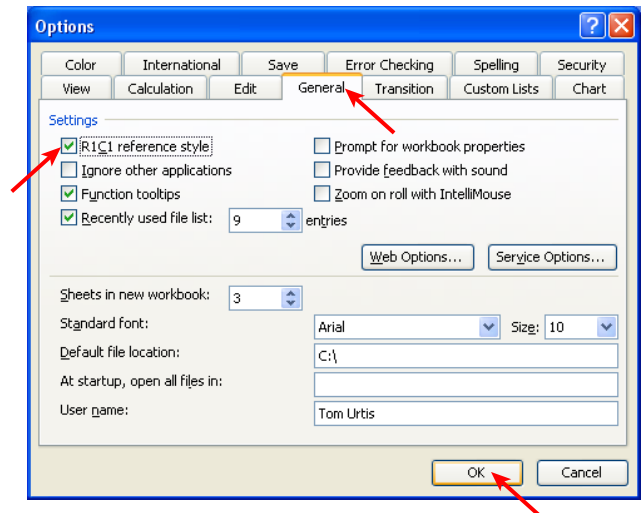 Options
Color International Save Error Checking Spelling Security
View Calculation Edit General Transition Custom Lists Chart
Settings
R1C1 reference style Prompt for workbook properties
Ignore other applications Provide feedback with sound
Function tooltips Zoom on roll with IntelliMouse
Recently used file list: 9 entries
Web Options... Service Options...
Sheets in new workbook: 3
Standard font: Arial Size: 10
Default file location: C:\
At startup, open all files in:
User name: Tom Urtis
OK Cancel